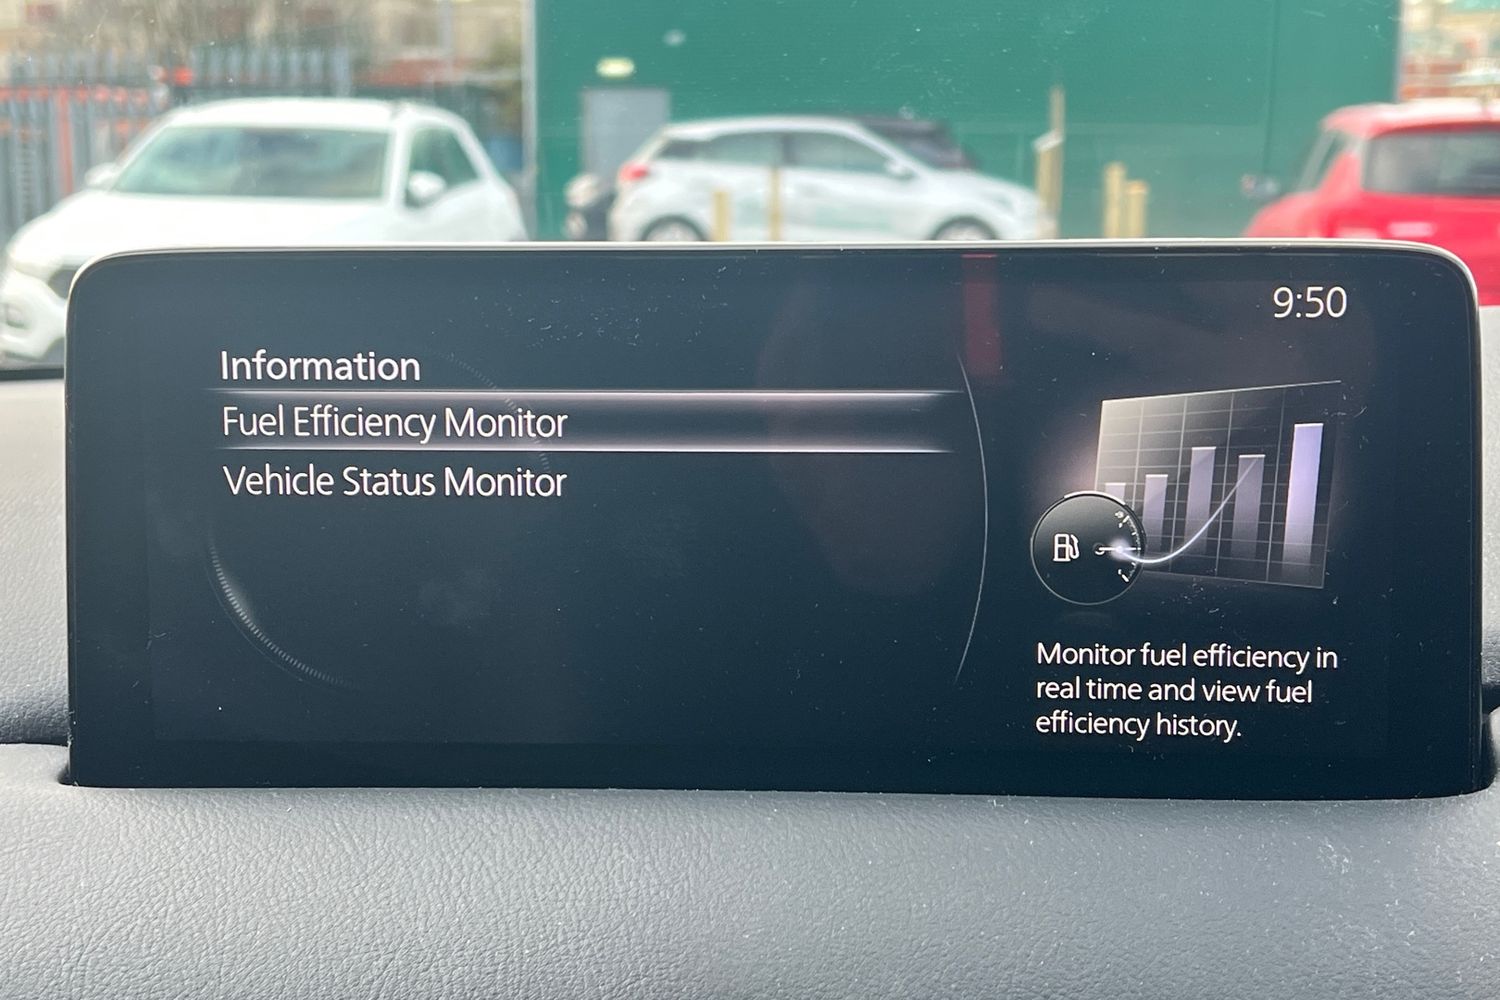 9:50
Information
Fuel Efficiency Monitor
Vehicle Status Monitor
Monitor fuel efficiency in
real time and view fuel
efficiency history.